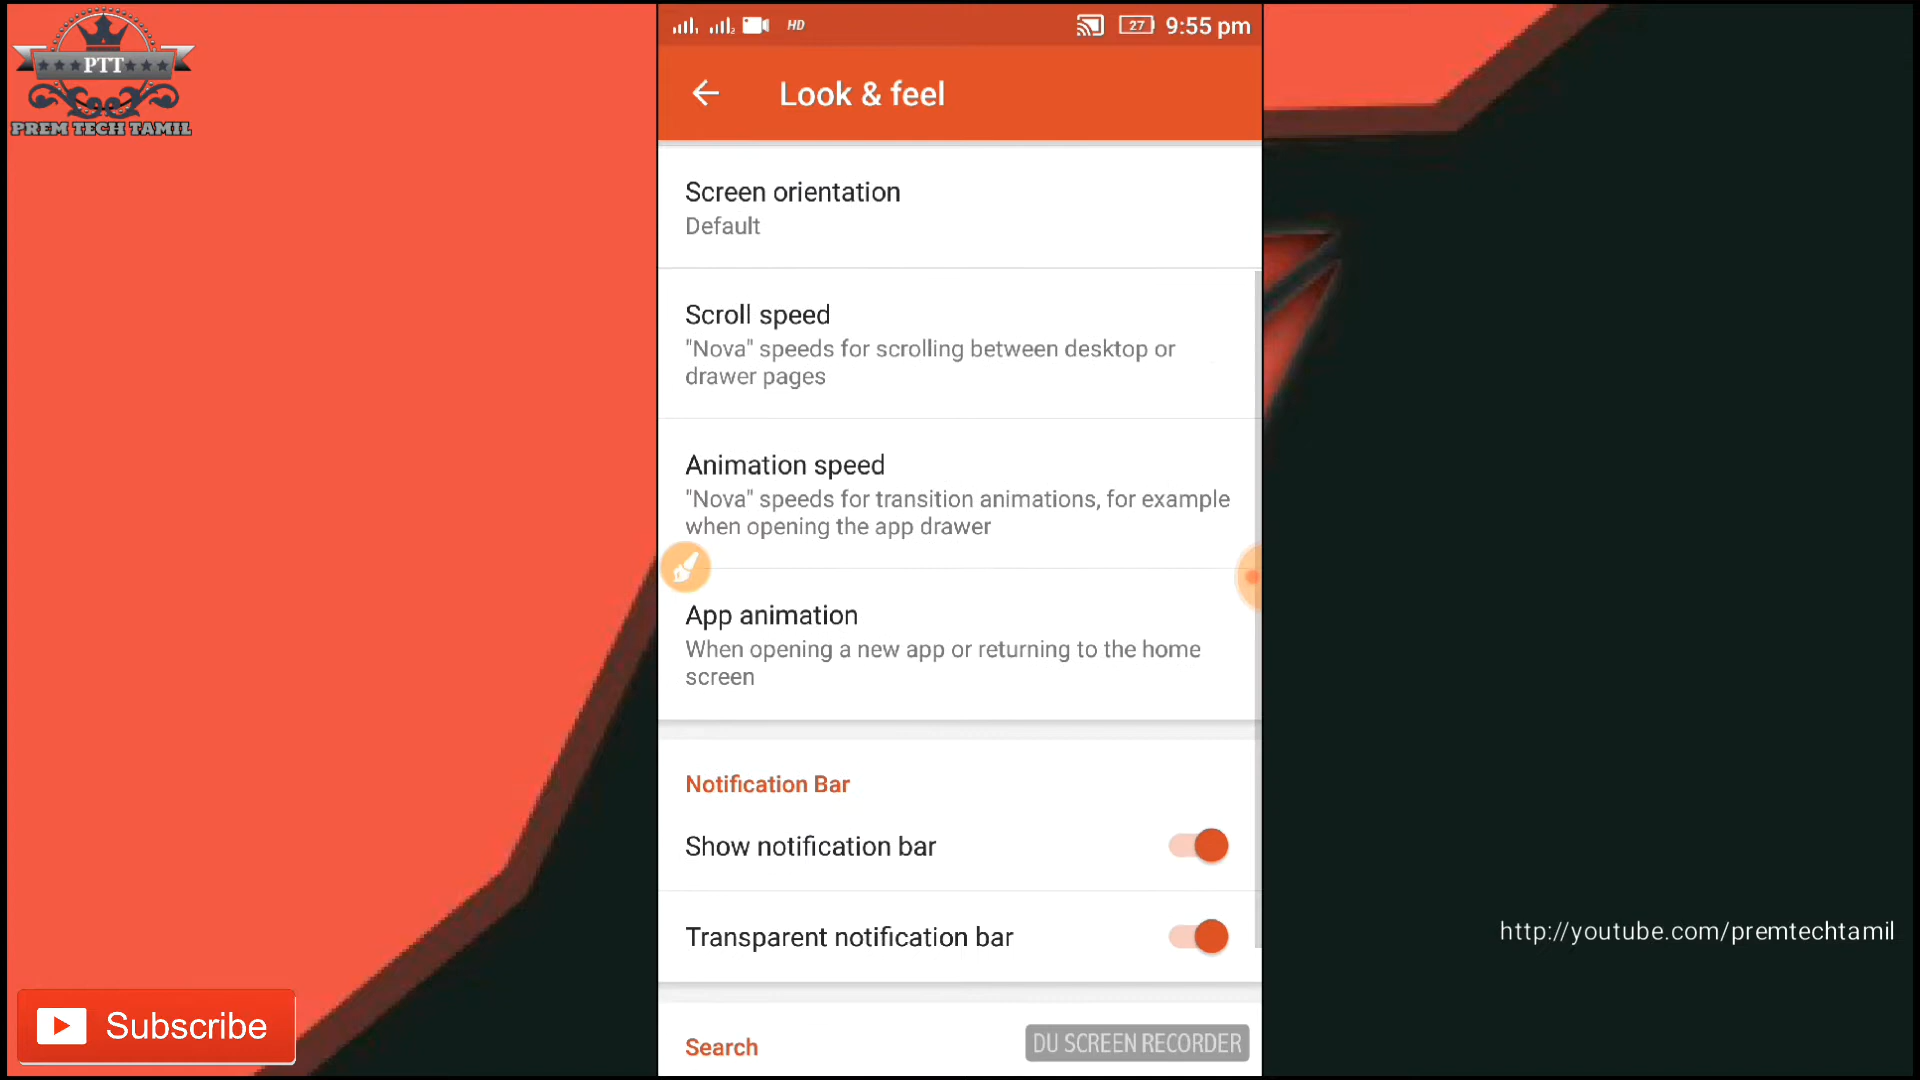 PTT
PREM TECH TAMIL
HD
27
9:55 pm
Look & feel
Screen orientation
Default
Scroll speed
"Nova" speeds for scrolling between desktop or
drawer pages
Animation speed
"Nova" speeds for transition animations, for example
when opening the app drawer
App animation
When opening a new app or returning to the home
screen
Notification Bar
Show notification bar
Transparent notification bar
Search
DU SCREEN RECORDER
http://youtube.com/premtechtamil
Subscribe